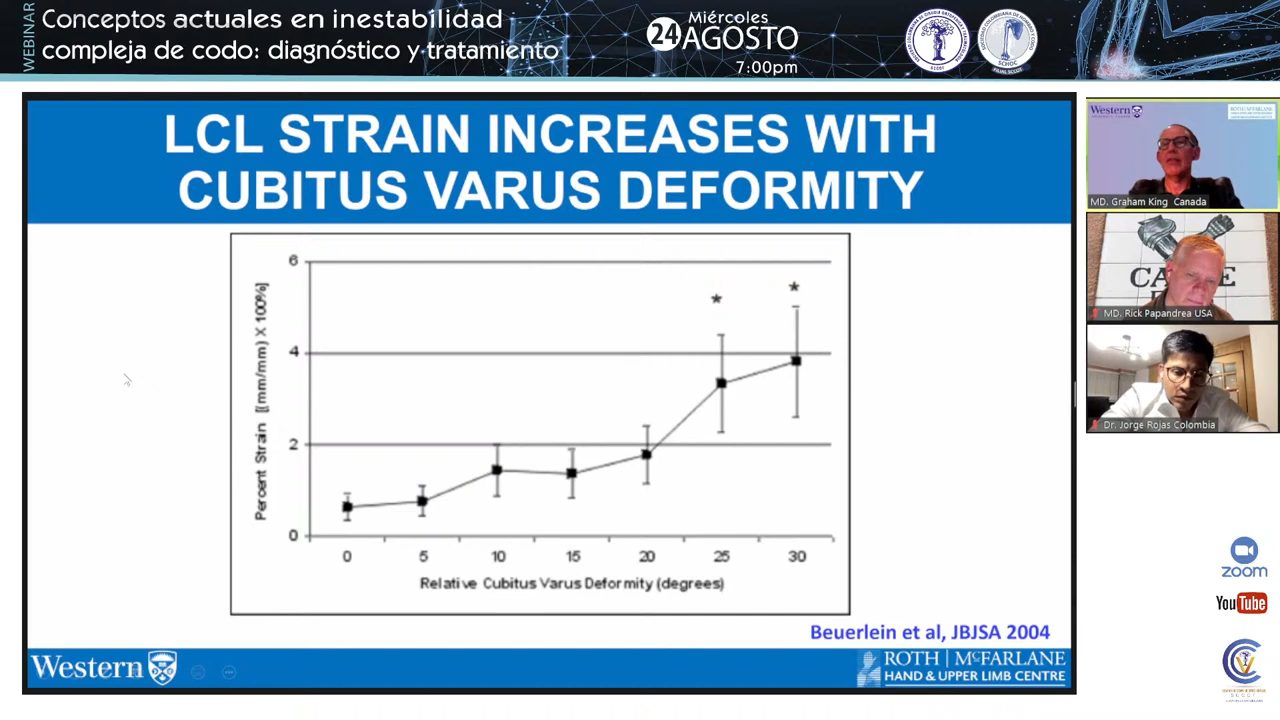 WEBINAR
Conceptos actuales en inestabilidad
compleja de codo: diagnóstico y tratamiento
Miércoles
24 AGOSTO
7:00pm
SCHOC
LCL STRAIN INCREASES WITH
CUBITUS VARUS DEFORMITY
6
4
2
0
Percent Strain [(mm/mm) X 100%]
*
*
0 5 10 15 20 25 30
Relative Cubitus Varus Deformity (degrees)
Beuerlein et al, JBJSA 2004
Western
ROTH | MCFARLANE
HAND & UPPER LIMB CENTRE
Western
MD. Graham King Canada
MD. Rick Papandrea USA
Dr. Jorge Rojas Colombia
zoom
YouTube